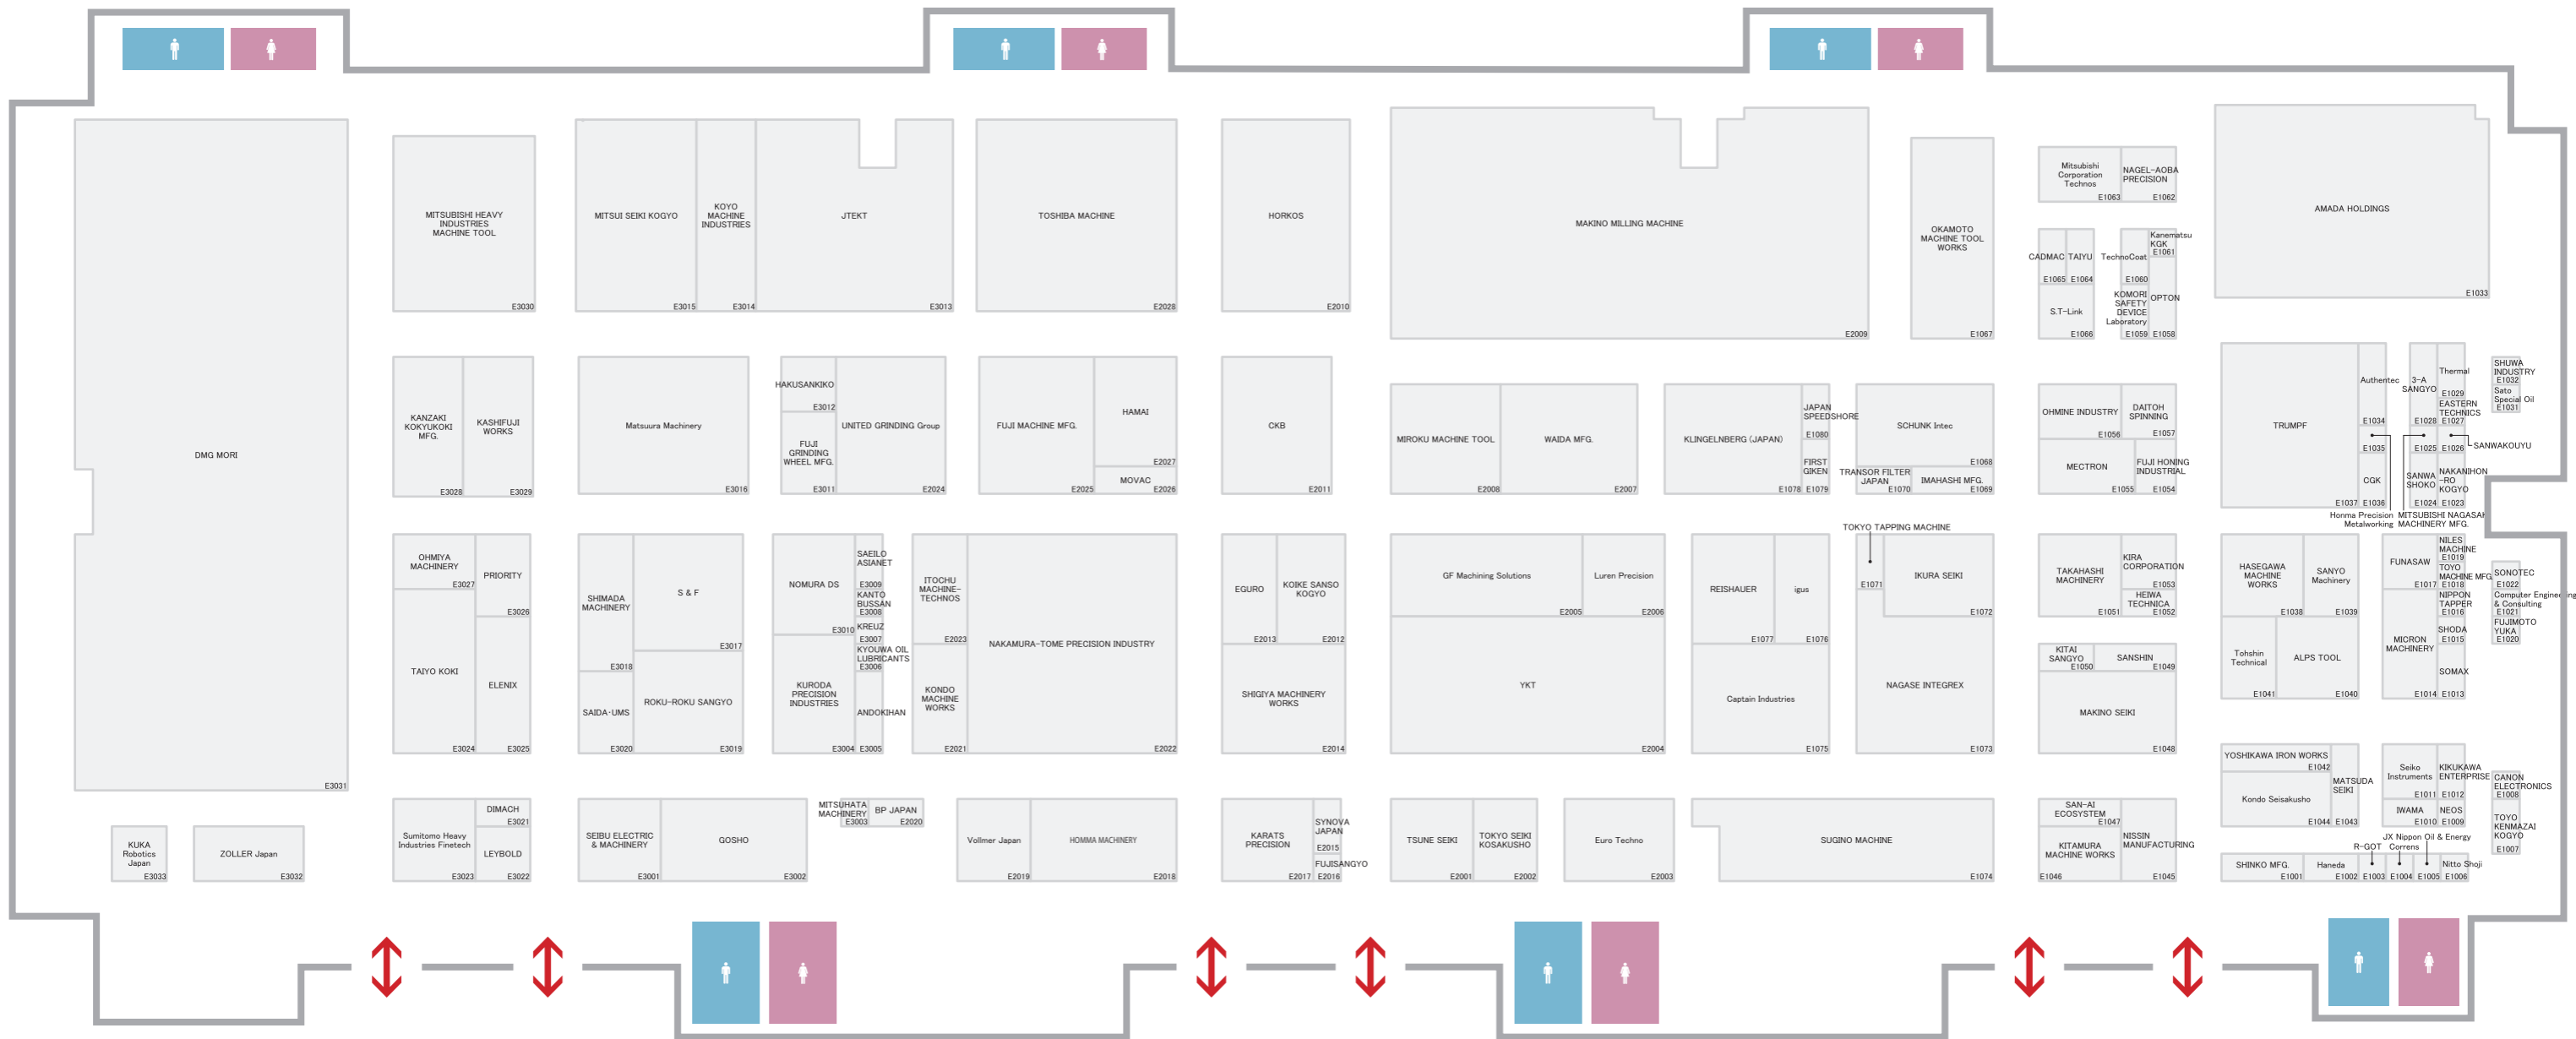 DMG MORI
E3031
KUKA
Robotics
Japan
E3033
ZOLLER Japan
E3032
MITSUBISHI HEAVY
INDUSTRIES
MACHINE TOOL
E3030
KANZAKI
KOKYUKOKI
MFG.
E3028
KASHIFUJI
WORKS
E3029
OHMIYA
MACHINERY
E3027
PRIORITY
E3026
TAIYO KOKI
E3024
ELENIX
E3025
Sumitomo Heavy
Industries Finetech
E3023
DIMACH
E3021
LEYBOLD
E3022
MITSUI SEIKI KOGYO
E3015
KOYO
MACHINE
INDUSTRIES
E3014
JTEKT
E3013
Matsuura Machinery
E3016
HAKUSANKIKO
E3012
FUJI
GRINDING
WHEEL MFG.
E3011
UNITED GRINDING Group
E2024
SHIMADA
MACHINERY
E3018
S & F
E3017
SAIDA・UMS
E3020
ROKU-ROKU SANGYO
E3019
NOMURA DS
E3010
SAEILO
ASIANET
E3009
KANTO
BUSSAN
E3008
KREUZ
E3007
KYOUWA OIL
LUBRICANTS
E3006
KURODA
PRECISION
INDUSTRIES
E3004
ANDOKIHAN
E3005
SEIBU ELECTRIC
& MACHINERY
E3001
GOSHO
E3002
MITSUHATA
MACHINERY
E3003
BP JAPAN
E2020
TOSHIBA MACHINE
E2028
FUJI MACHINE MFG.
E2025
HAMAI
E2027
MOVAC
E2026
ITOCHU
MACHINE-
TECHNOS
E2023
KONDO
MACHINE
WORKS
E2021
NAKAMURA-TOME PRECISION INDUSTRY
E2022
Vollmer Japan
E2019
HOMMA MACHINERY
E2018
HORKOS
E2010
CKB
E2011
EGURO
E2013
KOIKE SANSO
KOGYO
E2012
SHIGIYA MACHINERY
WORKS
E2014
KARATS
PRECISION
E2017
SYNOVA
JAPAN
E2015
FUJISANGYO
E2016
MAKINO MILLING MACHINE
E2009
MIROKU MACHINE TOOL
E2008
WAIDA MFG.
E2007
GF Machining Solutions
E2005
Luren Precision
E2006
YKT
E2004
TSUNE SEIKI
E2001
TOKYO SEIKI
KOSAKUSHO
E2002
Euro Techno
E2003
KLINGELNBERG (JAPAN)
E1078
JAPAN
SPEEDSHORE
E1080
FIRST
GIKEN
E1079
REISHAUER
E1077
igus
E1076
Captain Industries
E1075
SUGINO MACHINE
E1074
OKAMOTO
MACHINE TOOL
WORKS
E1067
SCHUNK Intec
E1068
TRANSOR FILTER
JAPAN
E1070
IMAHASHI MFG.
E1069
TOKYO TAPPING MACHINE
E1071
IKURA SEIKI
E1072
NAGASE INTEGREX
E1073
Mitsubishi
Corporation
Technos
E1063
NAGEL-AOBA
PRECISION
E1062
CADMAC
E1065
TAIYU
E1064
S.T-Link
E1066
TechnoCoat
E1060
Kanematsu
KGK
E1061
KOMORI
SAFETY
DEVICE
Laboratory
E1059
OPTON
E1058
OHMINE INDUSTRY
E1056
DAITOH
SPINNING
E1057
MECTRON
E1055
FUJI HONING
INDUSTRIAL
E1054
TAKAHASHI
MACHINERY
E1051
KIRA
CORPORATION
E1053
HEIWA
TECHNICA
E1052
KITAI
SANGYO
E1050
SANSHIN
E1049
MAKINO SEIKI
E1048
SAN-AI
ECOSYSTEM
E1047
KITAMURA
MACHINE WORKS
E1046
NISSIN
MANUFACTURING
E1045
AMADA HOLDINGS
E1033
TRUMPF
E1037
Authentec
E1034
E1035
CGK
E1036
Honma Precision
Metalworking
3-A
SANGYO
E1028
Thermal
E1029
EASTERN
TECHNICS
E1027
E1025
E1026
SANWAKOUYU
SANWA
SHOKO
E1024
NAKANIHON
-RO
KOGYO
E1023
MITSUBISHI NAGASAK
MACHINERY MFG.
SHUWA
INDUSTRY
E1032
Sato
Special Oil
E1031
HASEGAWA
MACHINE
WORKS
E1038
SANYO
Machinery
E1039
Tohshin
Technical
E1041
ALPS TOOL
E1040
FUNASAW
E1017
NILES
MACHINE
E1019
TOYO
MACHINE MFG.
E1018
NIPPON
TAPPER
E1016
SHODA
E1015
MICRON
MACHINERY
E1014
SOMAX
E1013
SONOTEC
E1022
Computer Engineering
& Consulting
E1021
FUJIMOTO
YUKA
E1020
YOSHIKAWA IRON WORKS
E1042
Kondo Seisakusho
E1044
MATSUDA
SEIKI
E1043
Seiko
Instruments
E1011
KIKUKAWA
ENTERPRISE
E1012
IWAMA
E1010
NEOS
E1009
CANON
ELECTRONICS
E1008
TOYO
KENMAZAI
KOGYO
E1007
JX Nippon Oil & Energy
R-GOT
Correns
SHINKO MFG.
E1001
Haneda
E1002
E1003
E1004
E1005
Nitto Shoji
E1006